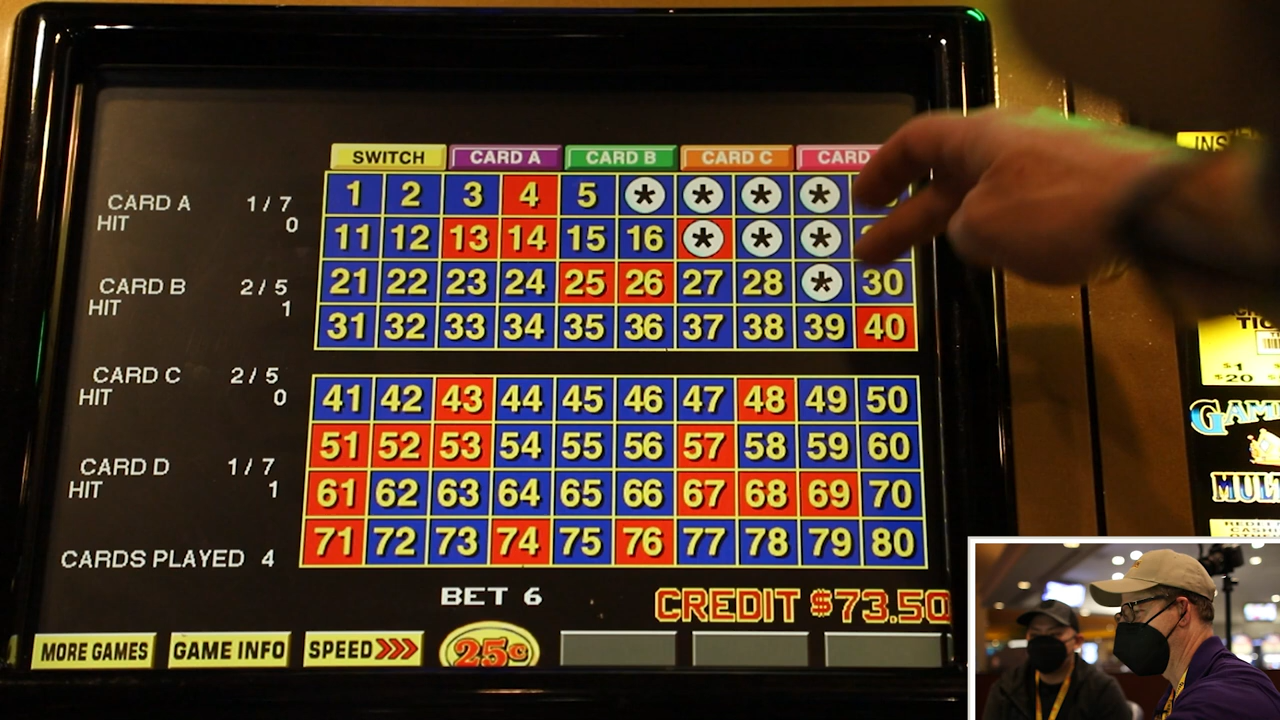 SWITCH CARD A CARD B CARD C CARD
CARD A 1/7
HIT 0
CARD B 2/5
HIT 1
CARD C 2/5
HIT 0
CARD D 1/7
HIT 1
CARDS PLAYED 4
1 2 3 4 5 * * * *
11 12 13 14 15 16 * * *
21 22 23 24 25 26 27 28 * 30
31 32 33 34 35 36 37 38 39 40
41 42 43 44 45 46 47 48 49 50
51 52 53 54 55 56 57 58 59 60
61 62 63 64 65 66 67 68 69 70
71 72 73 74 75 76 77 78 79 80
BET 6 CREDIT $73.50
MORE GAMES GAME INFO SPEED 25¢
$1
$20